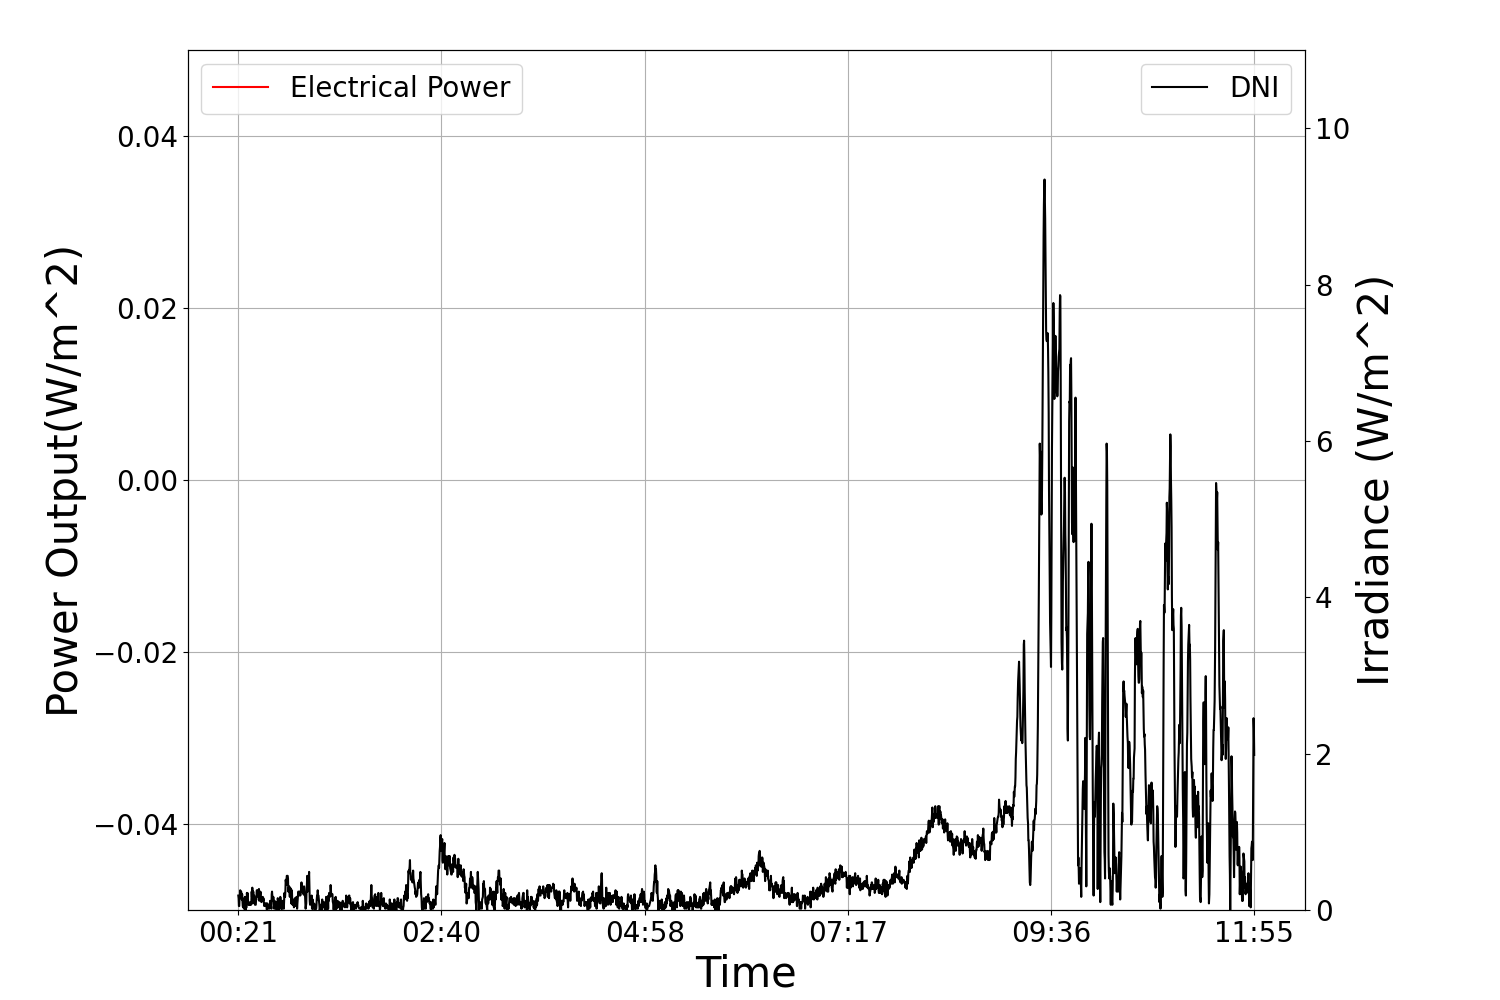 Electrical Power
DNI
0.04
0.02
0.00
−0.02
−0.04
Power Output(W/m^2)
10
8
6
4
2
0
Irradiance (W/m^2)
00:21 02:40 04:58 07:17 09:36 11:55
Time